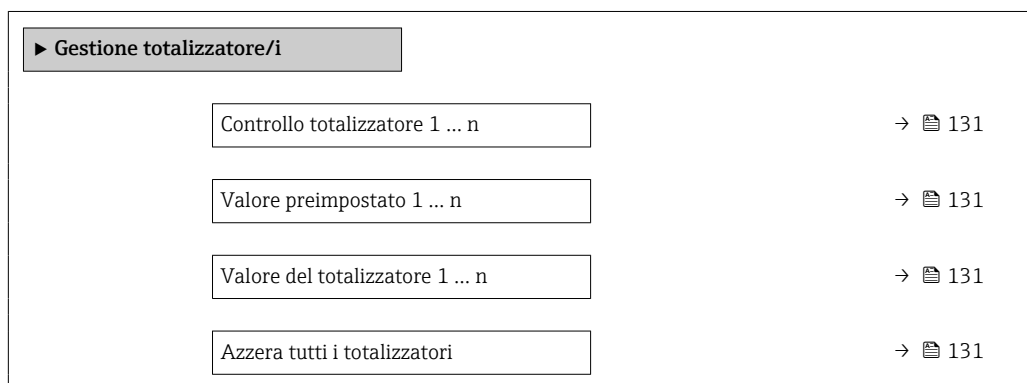 ▶ Gestione totalizzatore/i
Controllo totalizzatore 1 … n → 131
Valore preimpostato 1 … n → 131
Valore del totalizzatore 1 … n → 131
Azzera tutti i totalizzatori → 131